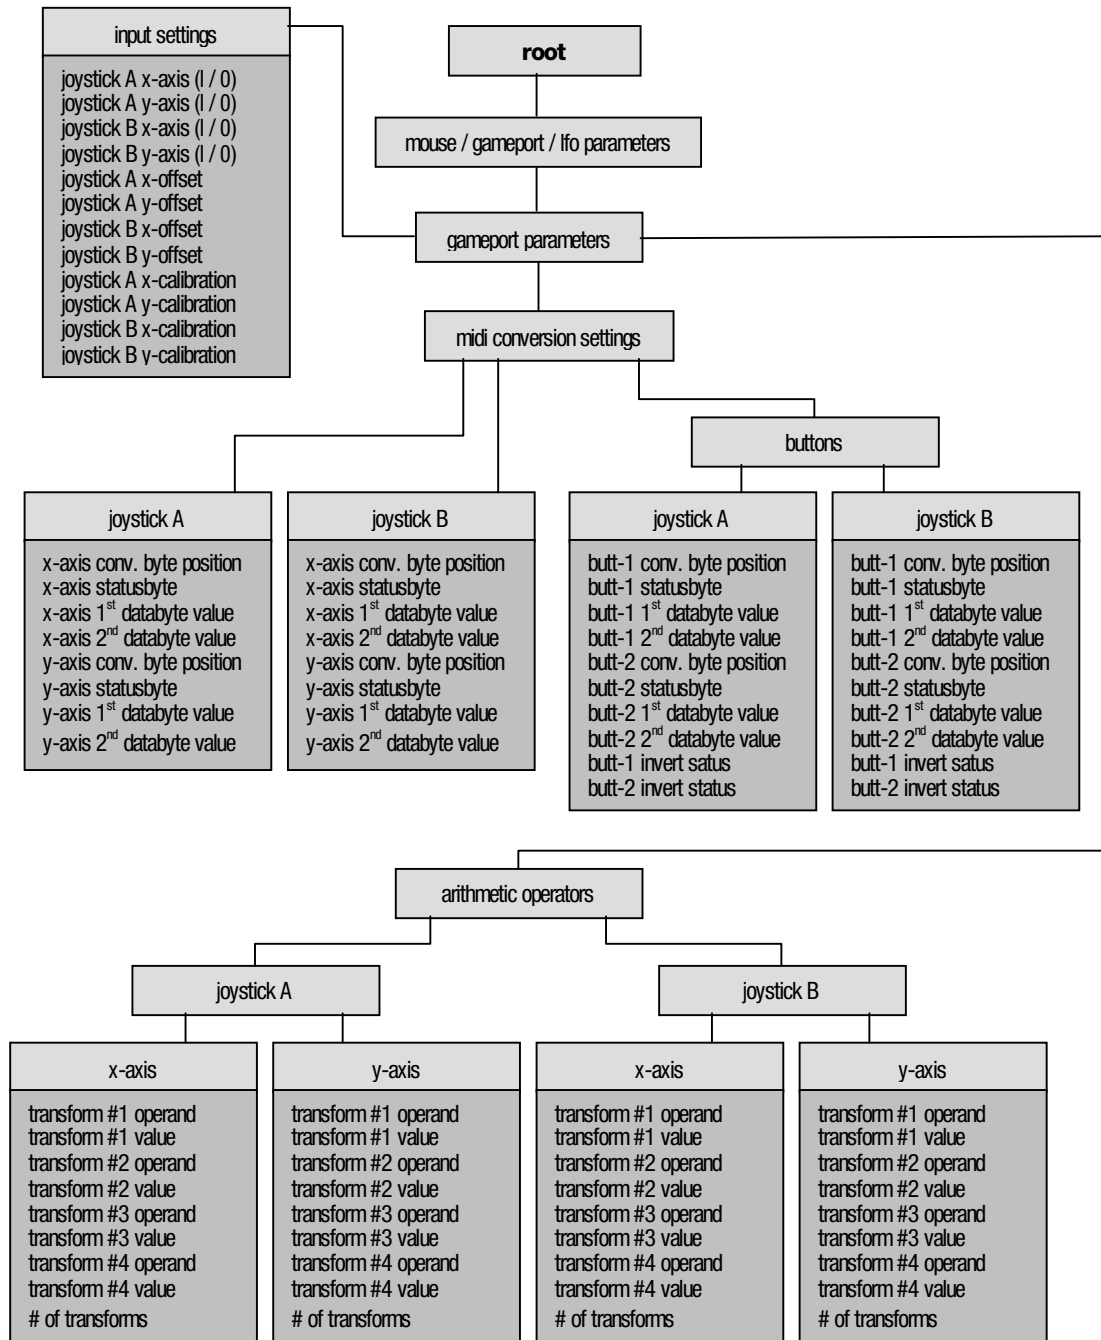 input settings
joystick A x-axis (I / 0)
joystick A y-axis (I / 0)
joystick B x-axis (I / 0)
joystick B y-axis (I / 0)
joystick A x-offset
joystick A y-offset
joystick B x-offset
joystick B y-offset
joystick A x-calibration
joystick A y-calibration
joystick B x-calibration
joystick B y-calibration
root
mouse / gameport / lfo parameters
gameport parameters
midi conversion settings
buttons
joystick A
x-axis conv. byte position
x-axis statusbyte
x-axis 1st databyte value
x-axis 2nd databyte value
y-axis conv. byte position
y-axis statusbyte
y-axis 1st databyte value
y-axis 2nd databyte value
joystick B
x-axis conv. byte position
x-axis statusbyte
x-axis 1st databyte value
x-axis 2nd databyte value
y-axis conv. byte position
y-axis statusbyte
y-axis 1st databyte value
y-axis 2nd databyte value
joystick A
butt-1 conv. byte position
butt-1 statusbyte
butt-1 1st databyte value
butt-1 2nd databyte value
butt-2 conv. byte position
butt-2 statusbyte
butt-2 1st databyte value
butt-2 2nd databyte value
butt-1 invert satus
butt-2 invert status
joystick B
butt-1 conv. byte position
butt-1 statusbyte
butt-1 1st databyte value
butt-1 2nd databyte value
butt-2 conv. byte position
butt-2 statusbyte
butt-2 1st databyte value
butt-2 2nd databyte value
butt-1 invert satus
butt-2 invert status
arithmetic operators
joystick A
joystick B
x-axis
transform #1 operand
transform #1 value
transform #2 operand
transform #2 value
transform #3 operand
transform #3 value
transform #4 operand
transform #4 value
# of transforms
y-axis
transform #1 operand
transform #1 value
transform #2 operand
transform #2 value
transform #3 operand
transform #3 value
transform #4 operand
transform #4 value
# of transforms
x-axis
transform #1 operand
transform #1 value
transform #2 operand
transform #2 value
transform #3 operand
transform #3 value
transform #4 operand
transform #4 value
# of transforms
y-axis
transform #1 operand
transform #1 value
transform #2 operand
transform #2 value
transform #3 operand
transform #3 value
transform #4 operand
transform #4 value
# of transforms